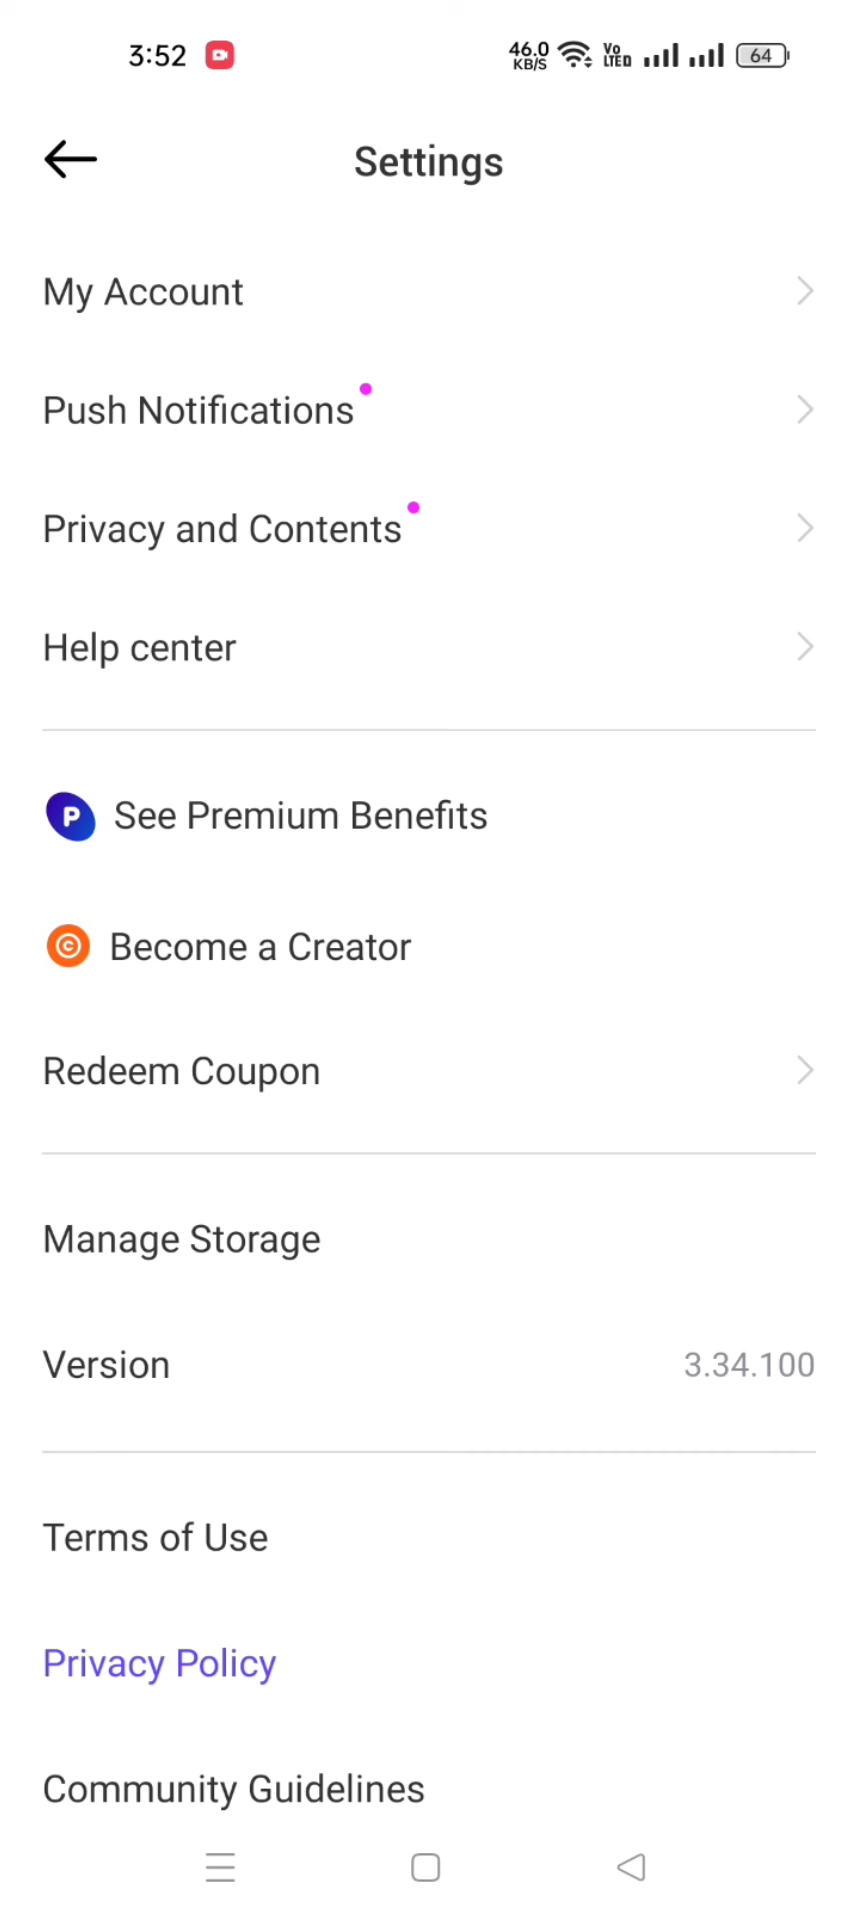 3:52 46.0 KB/S Vo LTED 64
Settings
My Account
Push Notifications
Privacy and Contents
Help center
P See Premium Benefits
C Become a Creator
Redeem Coupon
Manage Storage
Version 3.34.100
Terms of Use
Privacy Policy
Community Guidelines